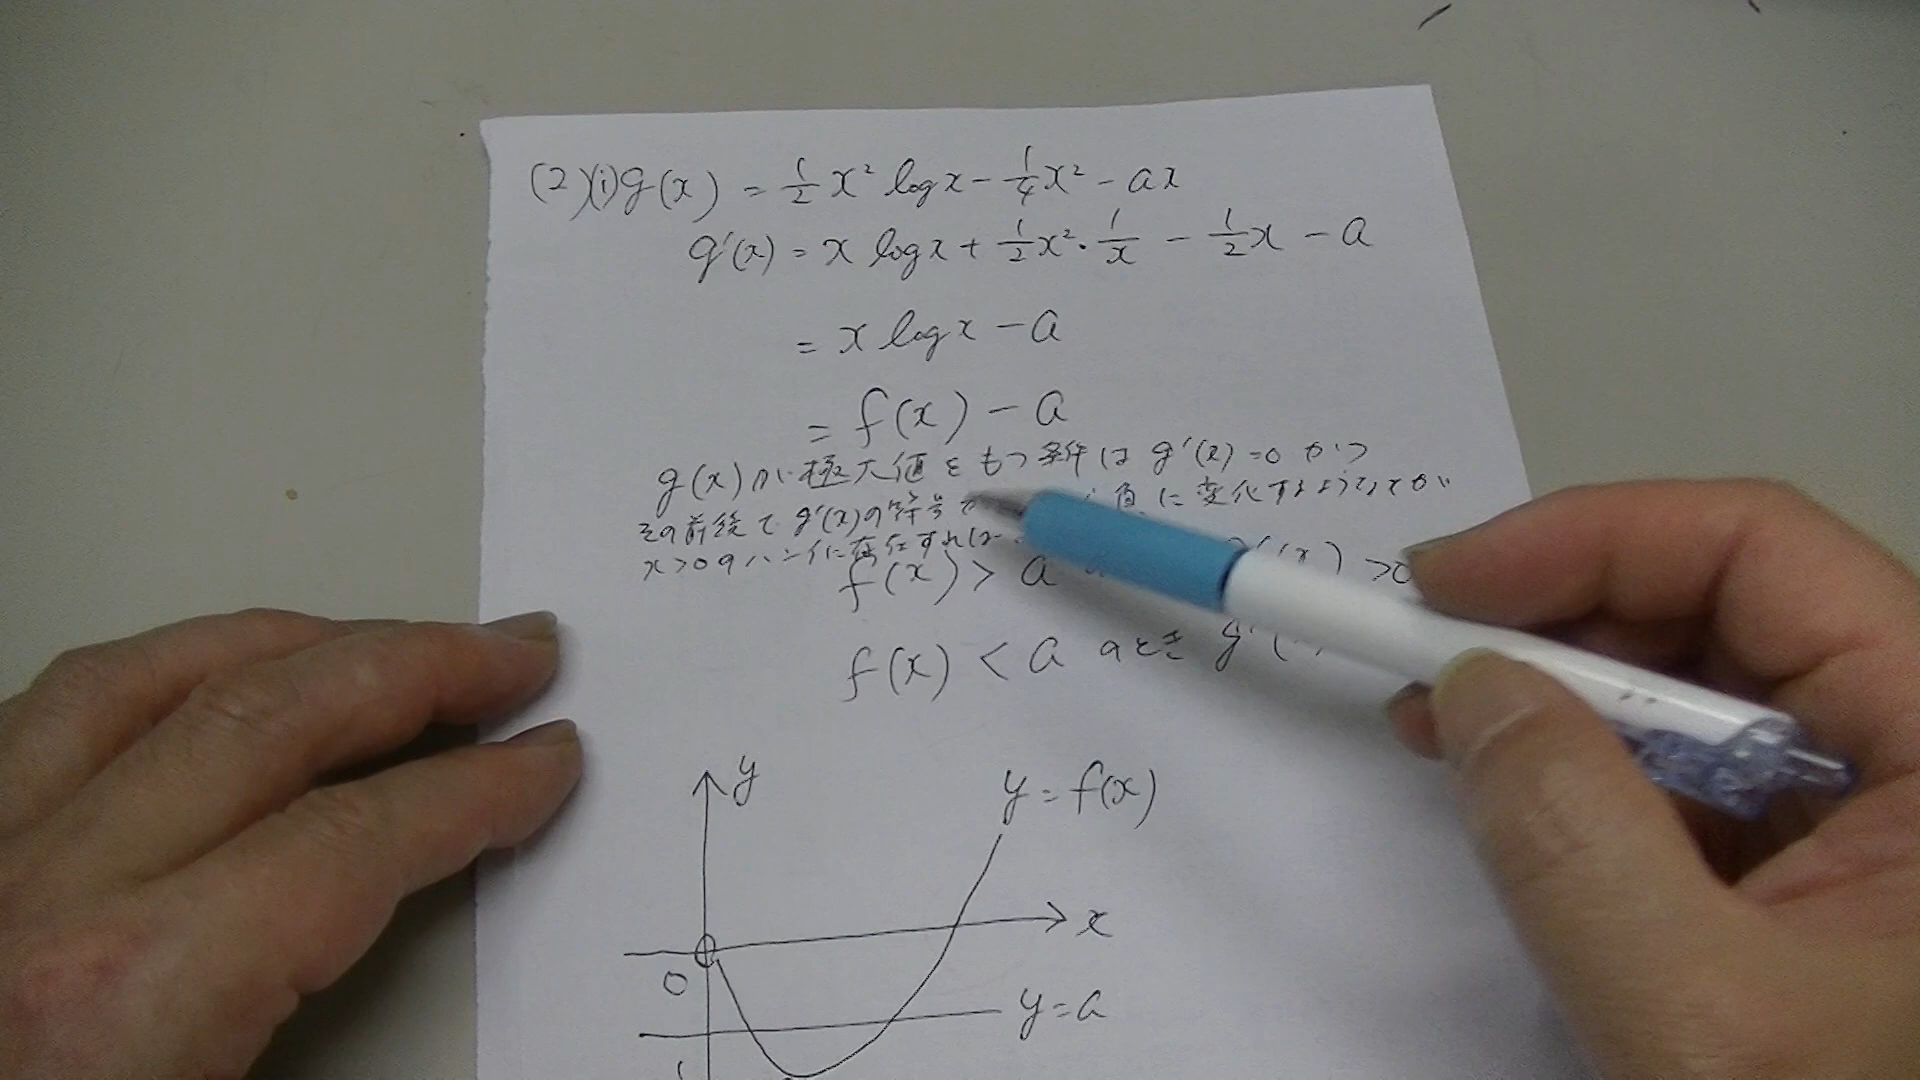 (2)(i) g(x) = 1/2 x² log x - 1/4 x² - ax
g'(x) = x log x + 1/2 x² · 1/x - 1/2 x - a
= x log x - a
= f(x) - a
g(x)が極大値をもつ条件は g'(x)=0 かつ
その前後で g'(x)の符号が 負に変化するような
x>0のハンイに存在すれば
f(x) > a (x) >0
f(x) < a のとき g'(
y
y = f(x)
x
0
y = a